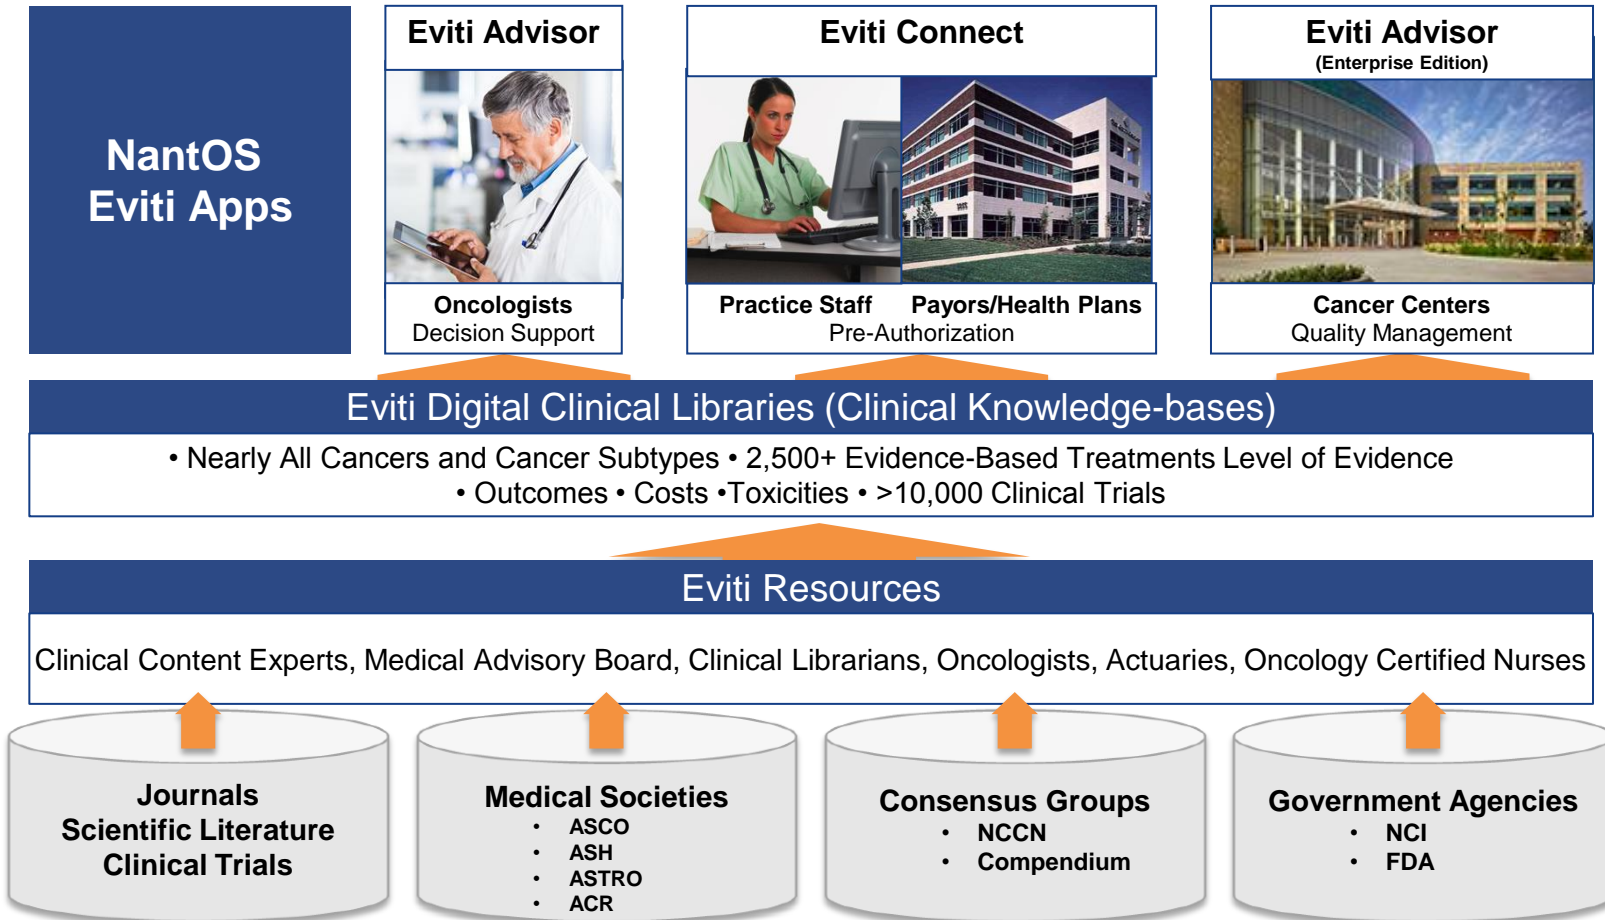 NantOS
Eviti Apps
Eviti Advisor
Oncologists
Decision Support
Eviti Connect
Practice Staff
Payors/Health Plans
Pre-Authorization
Eviti Advisor
(Enterprise Edition)
Cancer Centers
Quality Management
Eviti Digital Clinical Libraries (Clinical Knowledge-bases)
• Nearly All Cancers and Cancer Subtypes • 2,500+ Evidence-Based Treatments Level of Evidence
• Outcomes • Costs •Toxicities • >10,000 Clinical Trials
Eviti Resources
Clinical Content Experts, Medical Advisory Board, Clinical Librarians, Oncologists, Actuaries, Oncology Certified Nurses
Journals
Scientific Literature
Clinical Trials
Medical Societies
• ASCO
• ASH
• ASTRO
• ACR
Consensus Groups
• NCCN
• Compendium
Government Agencies
• NCI
• FDA